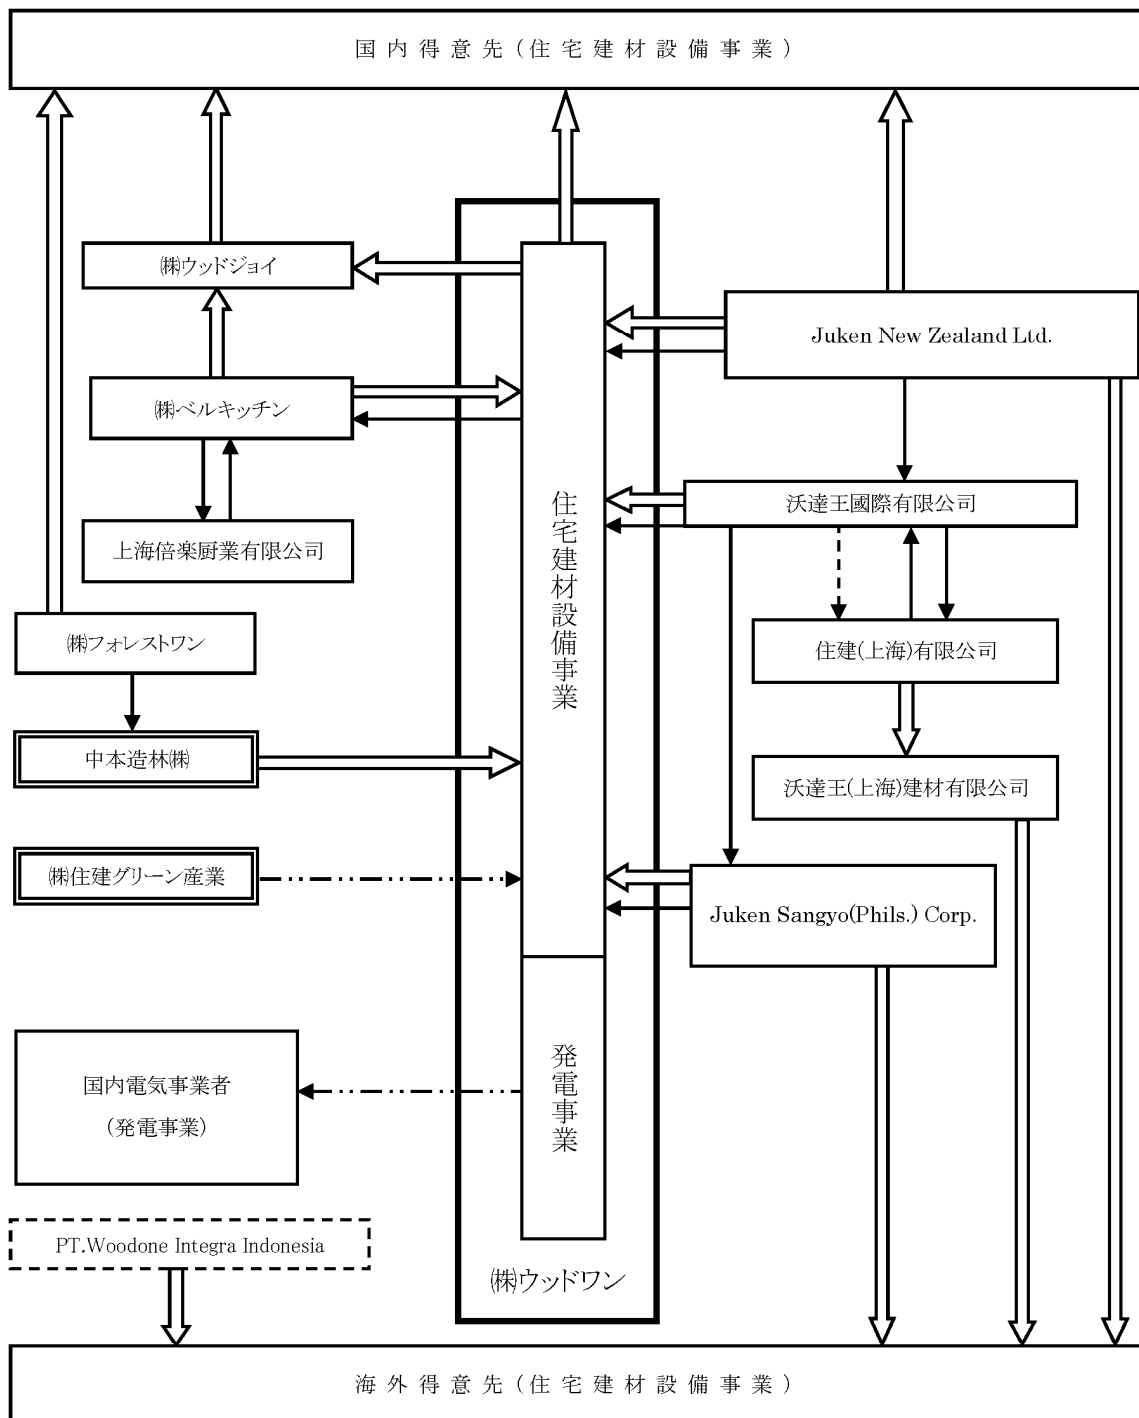 国内得意先(住宅建材設備事業)
㈱ウッドジョイ
Juken New Zealand Ltd.
㈱ベルキッチン
沃達王國際有限公司
上海倍楽厨業有限公司
住宅建材設備事業
㈱フォレストワン
住建(上海)有限公司
中本造林㈱
沃達王(上海)建材有限公司
㈱住建グリーン産業
Juken Sangyo(Phils.) Corp.
発電事業
国内電気事業者
(発電事業)
PT.Woodone Integra Indonesia
㈱ウッドワン
海外得意先(住宅建材設備事業)